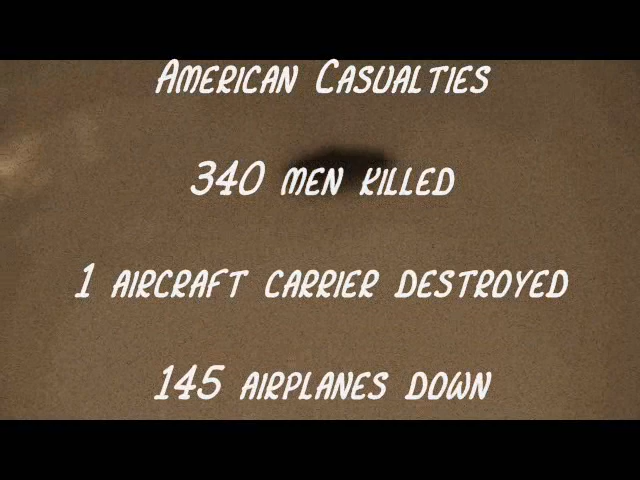 American Casualties
340 men killed
1 aircraft carrier destroyed
145 airplanes down